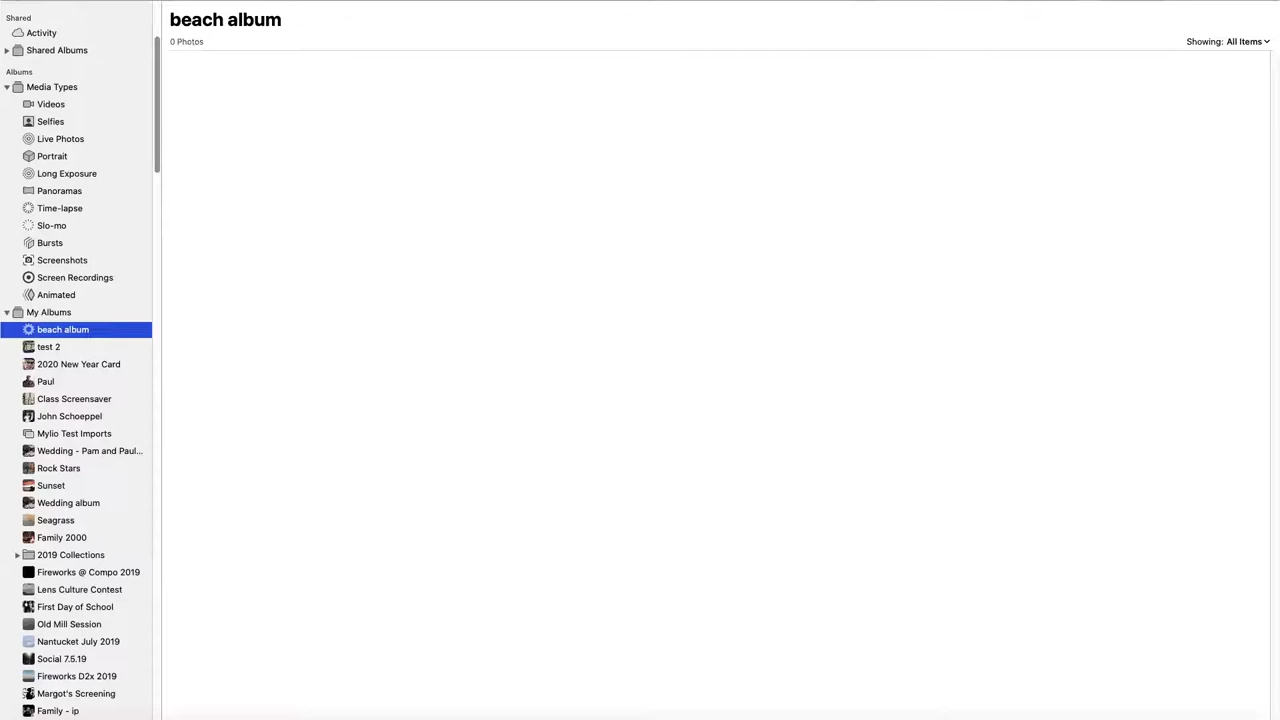 Shared
Activity
Shared Albums
Albums
Media Types
Videos
Selfies
Live Photos
Portrait
Long Exposure
Panoramas
Time-lapse
Slo-mo
Bursts
Screenshots
Screen Recordings
Animated
My Albums
beach album
test 2
2020 New Year Card
Paul
Class Screensaver
John Schoeppel
Mylio Test Imports
Wedding - Pam and Paul...
Rock Stars
Sunset
Wedding album
Seagrass
Family 2000
2019 Collections
Fireworks @ Compo 2019
Lens Culture Contest
First Day of School
Old Mill Session
Nantucket July 2019
Social 7.5.19
Fireworks D2x 2019
Margot's Screening
Family - ip
beach album
0 Photos
Showing: All Items